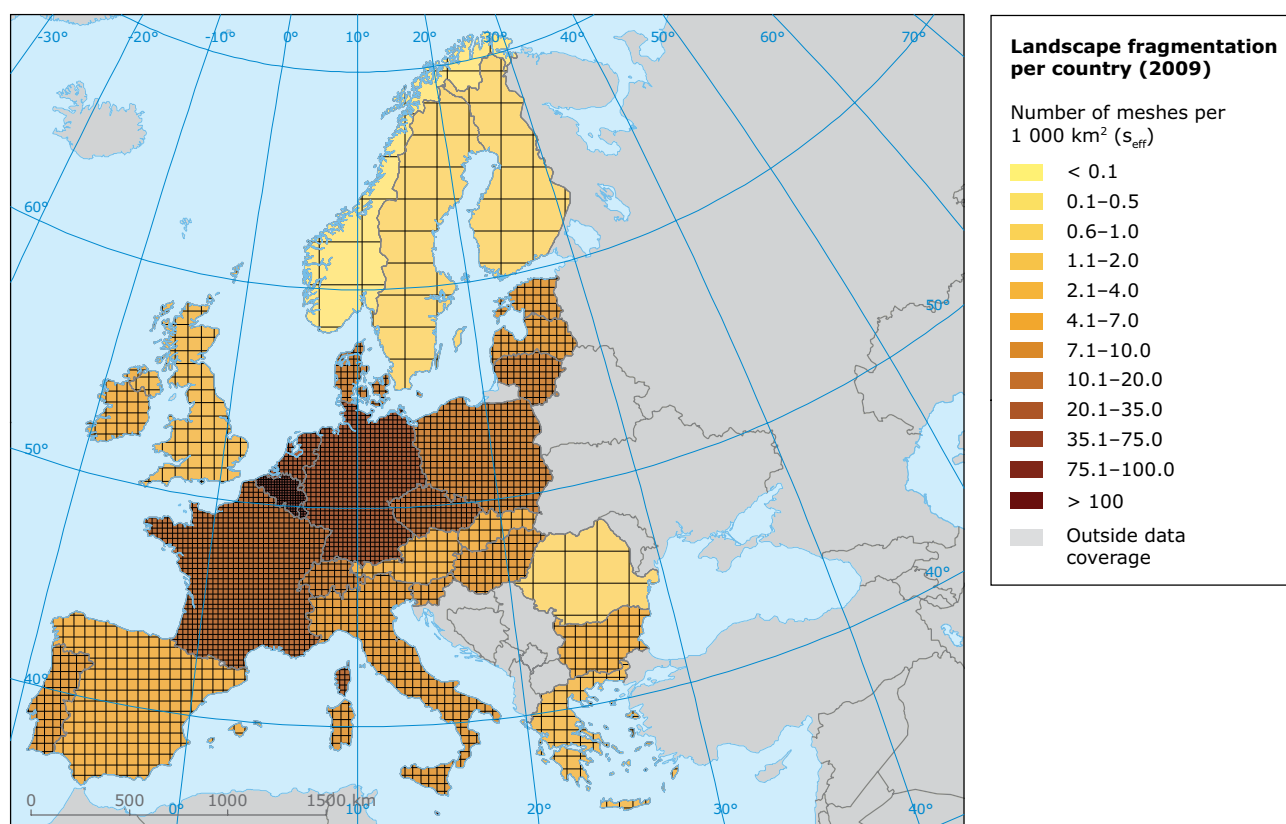 -30° -20° -10° 0° 10° 20° 30° 40° 50° 60° 70°
60°
50°
50°
40°
40°
0 500 1000 1500 km
0° 10° 20° 30° 40°
Landscape fragmentation
per country (2009)
Number of meshes per
1 000 km² (s_eff)
< 0.1
0.1–0.5
0.6–1.0
1.1–2.0
2.1–4.0
4.1–7.0
7.1–10.0
10.1–20.0
20.1–35.0
35.1–75.0
75.1–100.0
> 100
Outside data
coverage